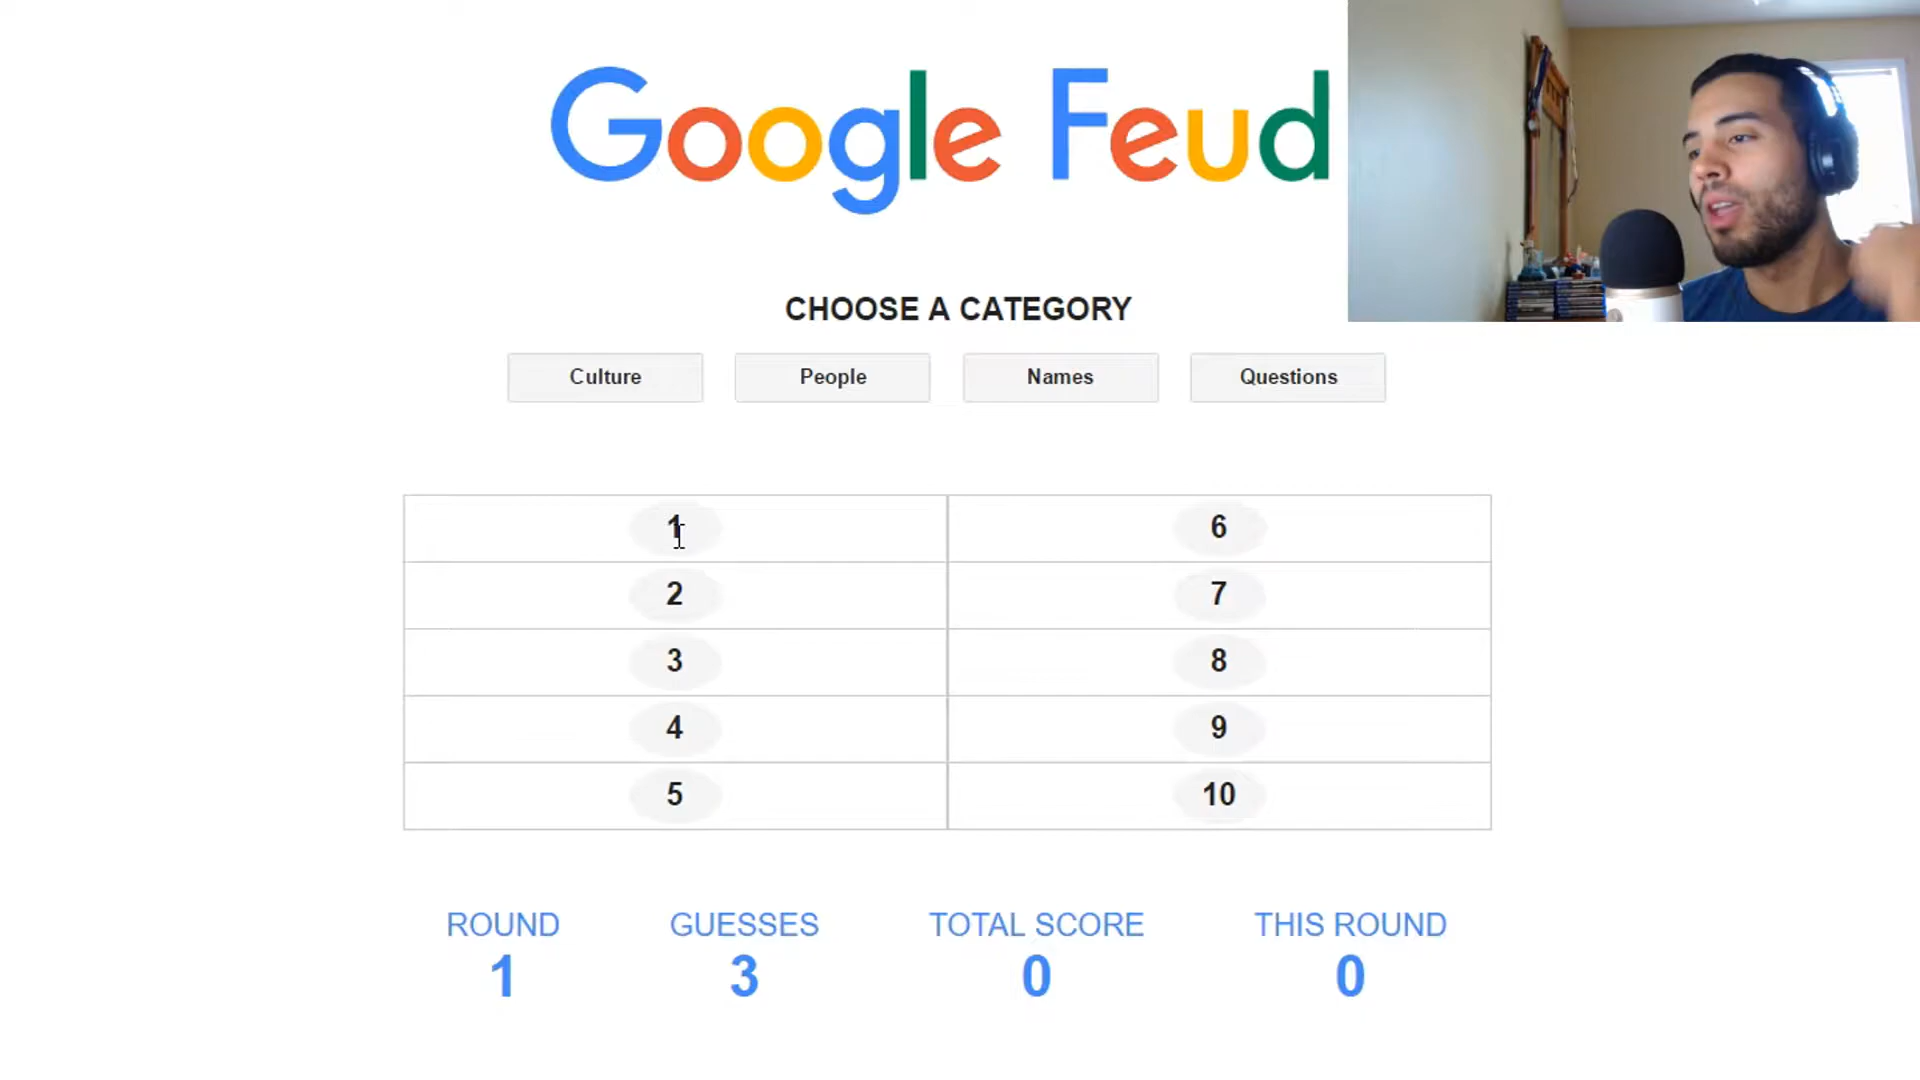 Google Feud
CHOOSE A CATEGORY
Culture People Names Questions
1 6
2 7
3 8
4 9
5 10
ROUND GUESSES TOTAL SCORE THIS ROUND
1 3 0 0